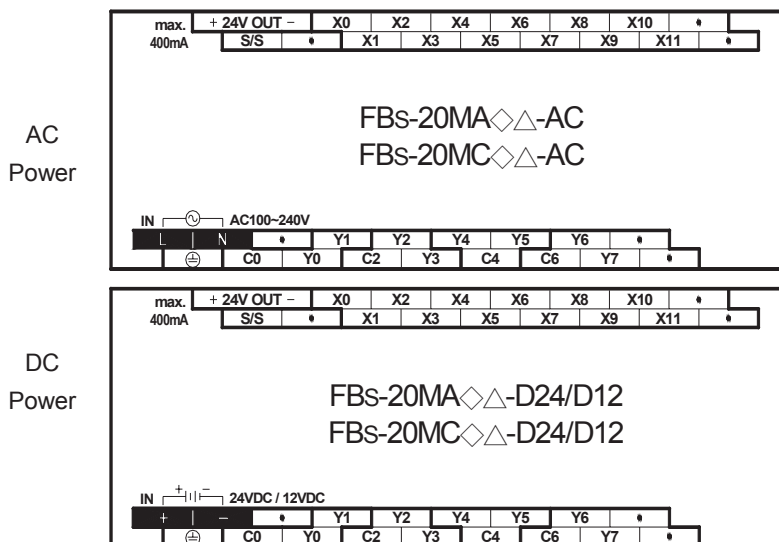 max. + 24V OUT – X0 X2 X4 X6 X8 X10 •
400mA S/S • X1 X3 X5 X7 X9 X11 •
AC
Power
FBs-20MA◇△-AC
FBs-20MC◇△-AC
IN AC100~240V
L N • Y1 Y2 Y4 Y5 Y6 •
C0 Y0 C2 Y3 C4 C6 Y7 •
max. + 24V OUT – X0 X2 X4 X6 X8 X10 •
400mA S/S • X1 X3 X5 X7 X9 X11 •
DC
Power
FBs-20MA◇△-D24/D12
FBs-20MC◇△-D24/D12
IN + – 24VDC / 12VDC
+ – • Y1 Y2 Y4 Y5 Y6 •
C0 Y0 C2 Y3 C4 C6 Y7 •